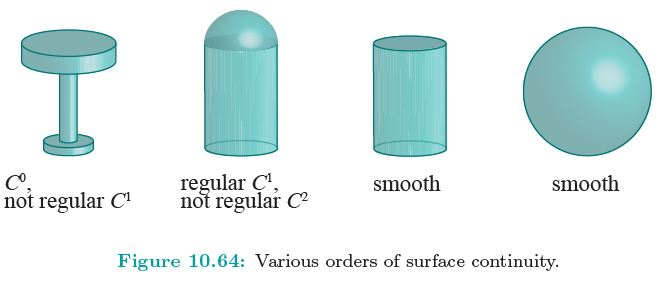 C⁰,
not regular C¹
regular C¹,
not regular C²
smooth
smooth
Figure 10.64: Various orders of surface continuity.